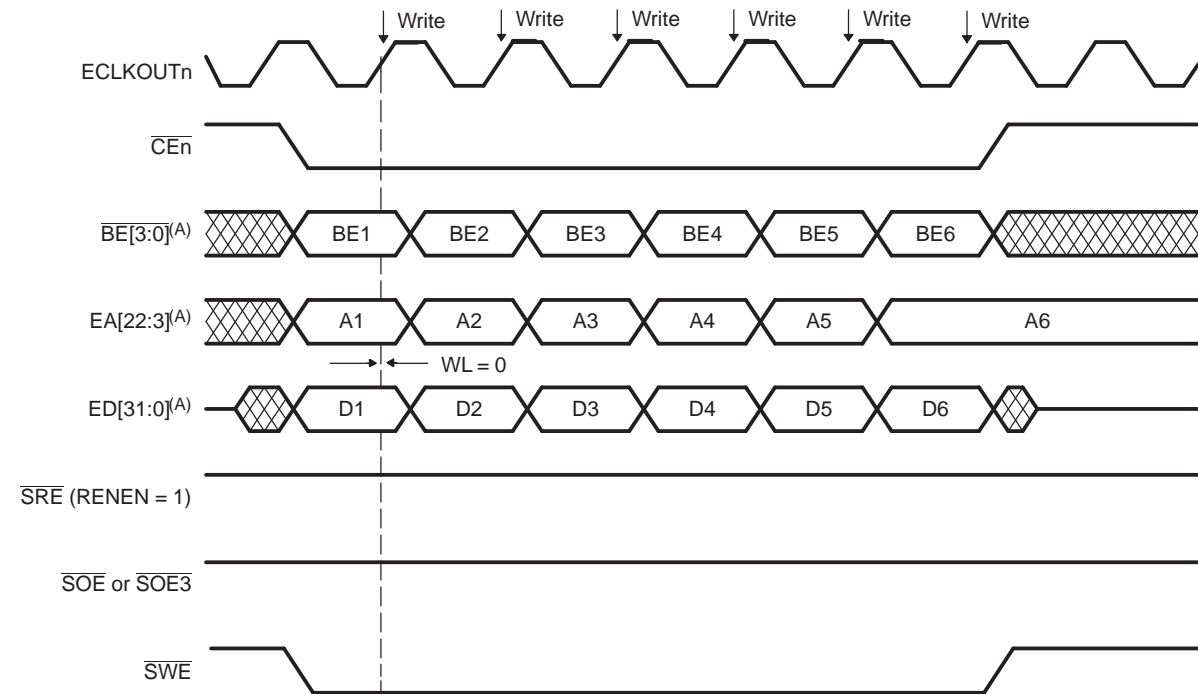 Write Write Write Write Write Write
ECLKOUTn
CEn
BE[3:0](A) BE1 BE2 BE3 BE4 BE5 BE6
EA[22:3](A) A1 A2 A3 A4 A5 A6
WL = 0
ED[31:0](A) D1 D2 D3 D4 D5 D6
SRE (RENEN = 1)
SOE or SOE3
SWE